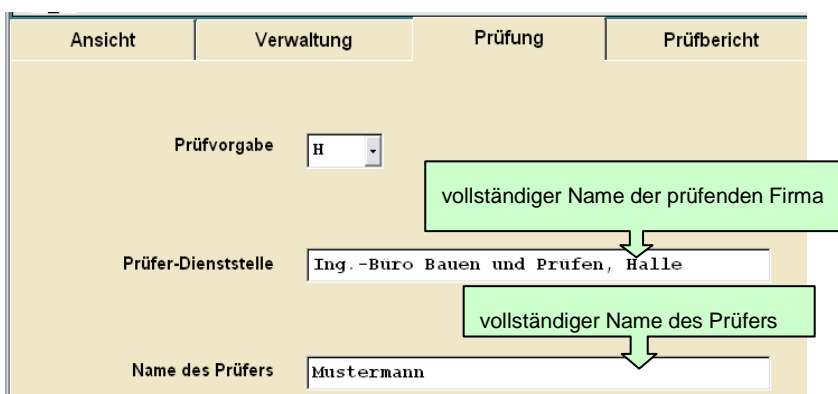 Ansicht Verwaltung Prüfung Prüfbericht
Prüfvorgabe H
vollständiger Name der prüfenden Firma
Prüfer-Dienststelle Ing.-Büro Bauen und Prüfen, Halle
vollständiger Name des Prüfers
Name des Prüfers Mustermann